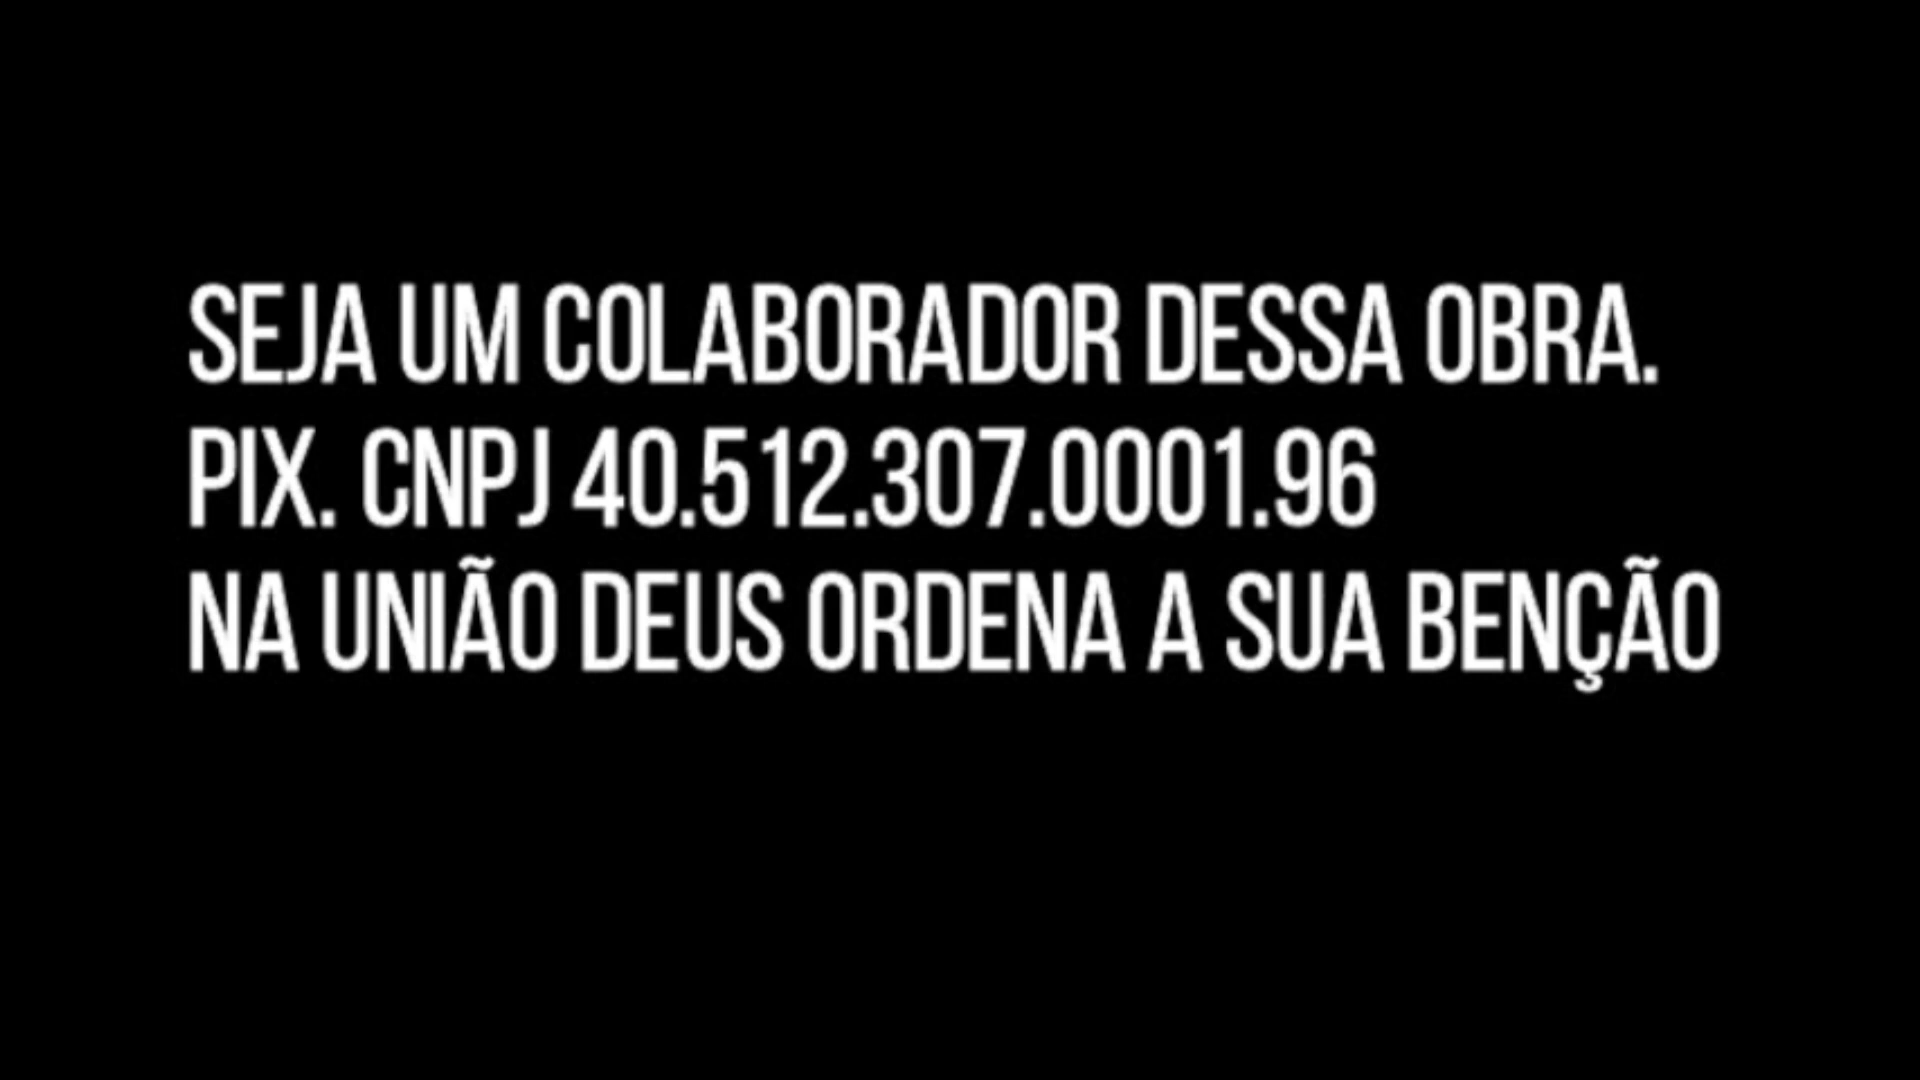 SEJA UM COLABORADOR DESSA OBRA.
PIX. CNPJ 40.512.307.0001.96
NA UNIÃO DEUS ORDENA A SUA BENÇÃO